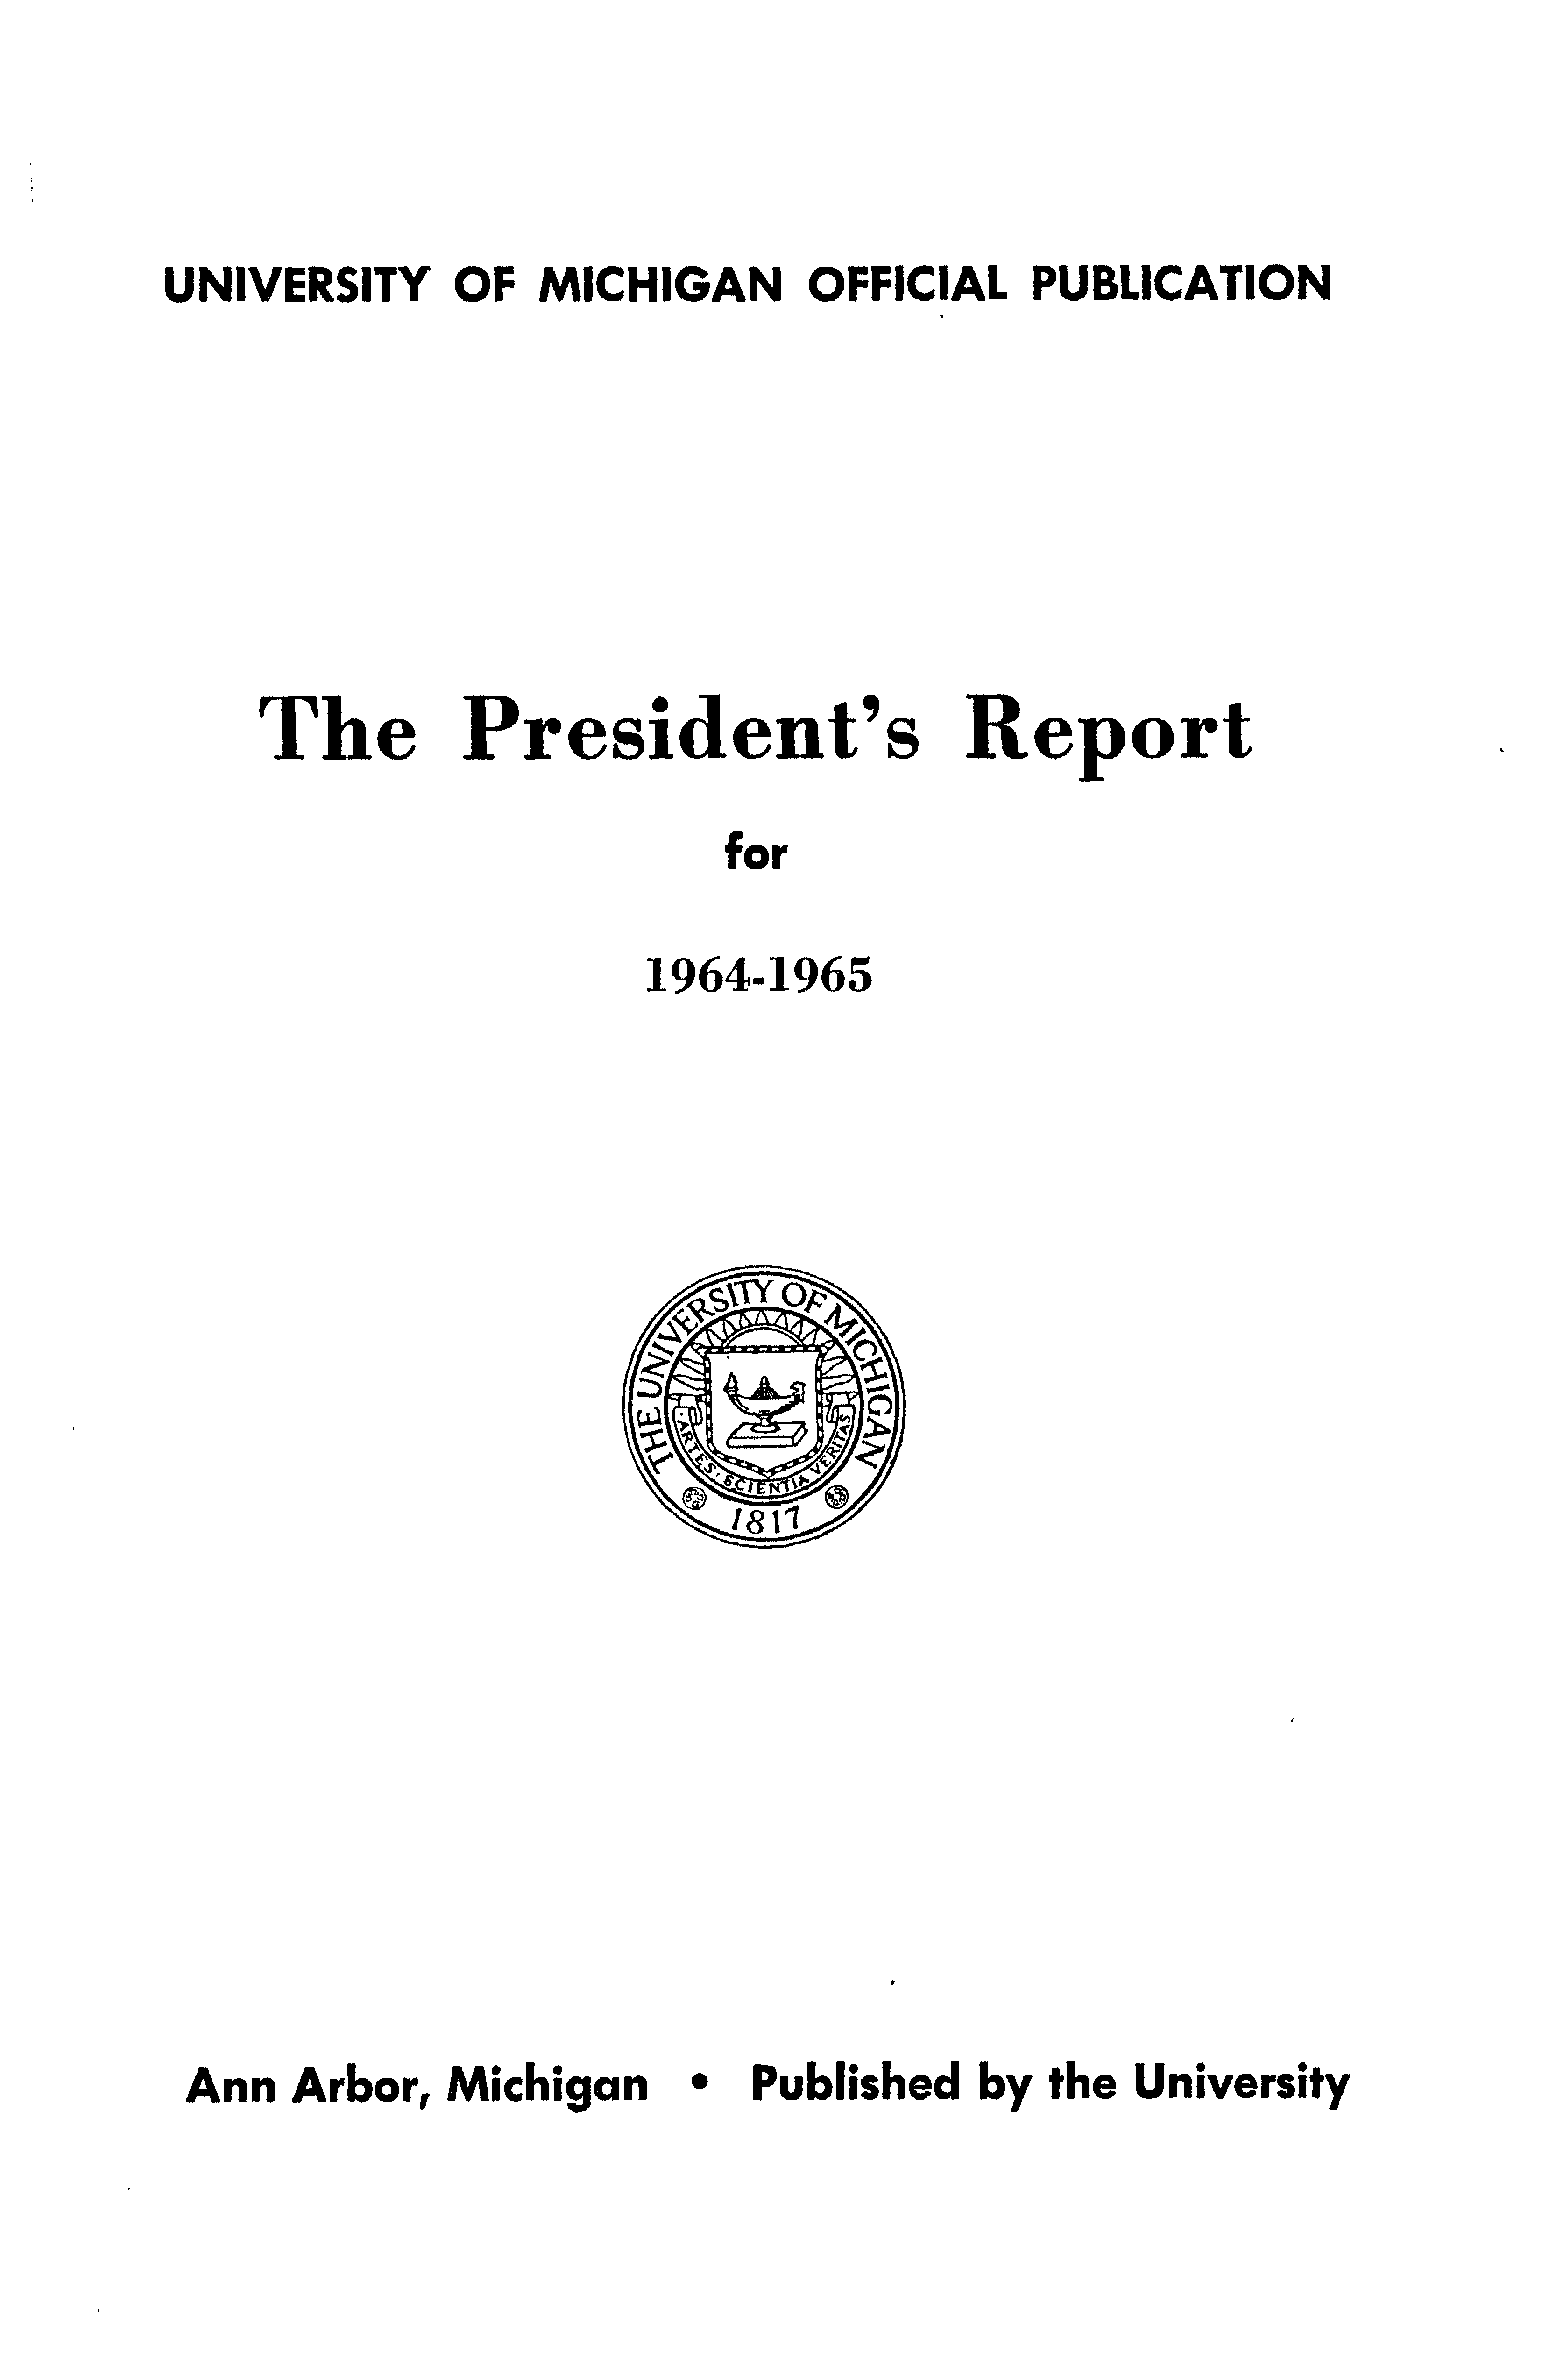 UNIVERSITY OF MICHIGAN OFFICIAL PUBLICATION
The President's Report
for
1964-1965
THE UNIVERSITY OF MICHIGAN
ARTES· SCIENTIA VERITAS
1817
Ann Arbor, Michigan • Published by the University